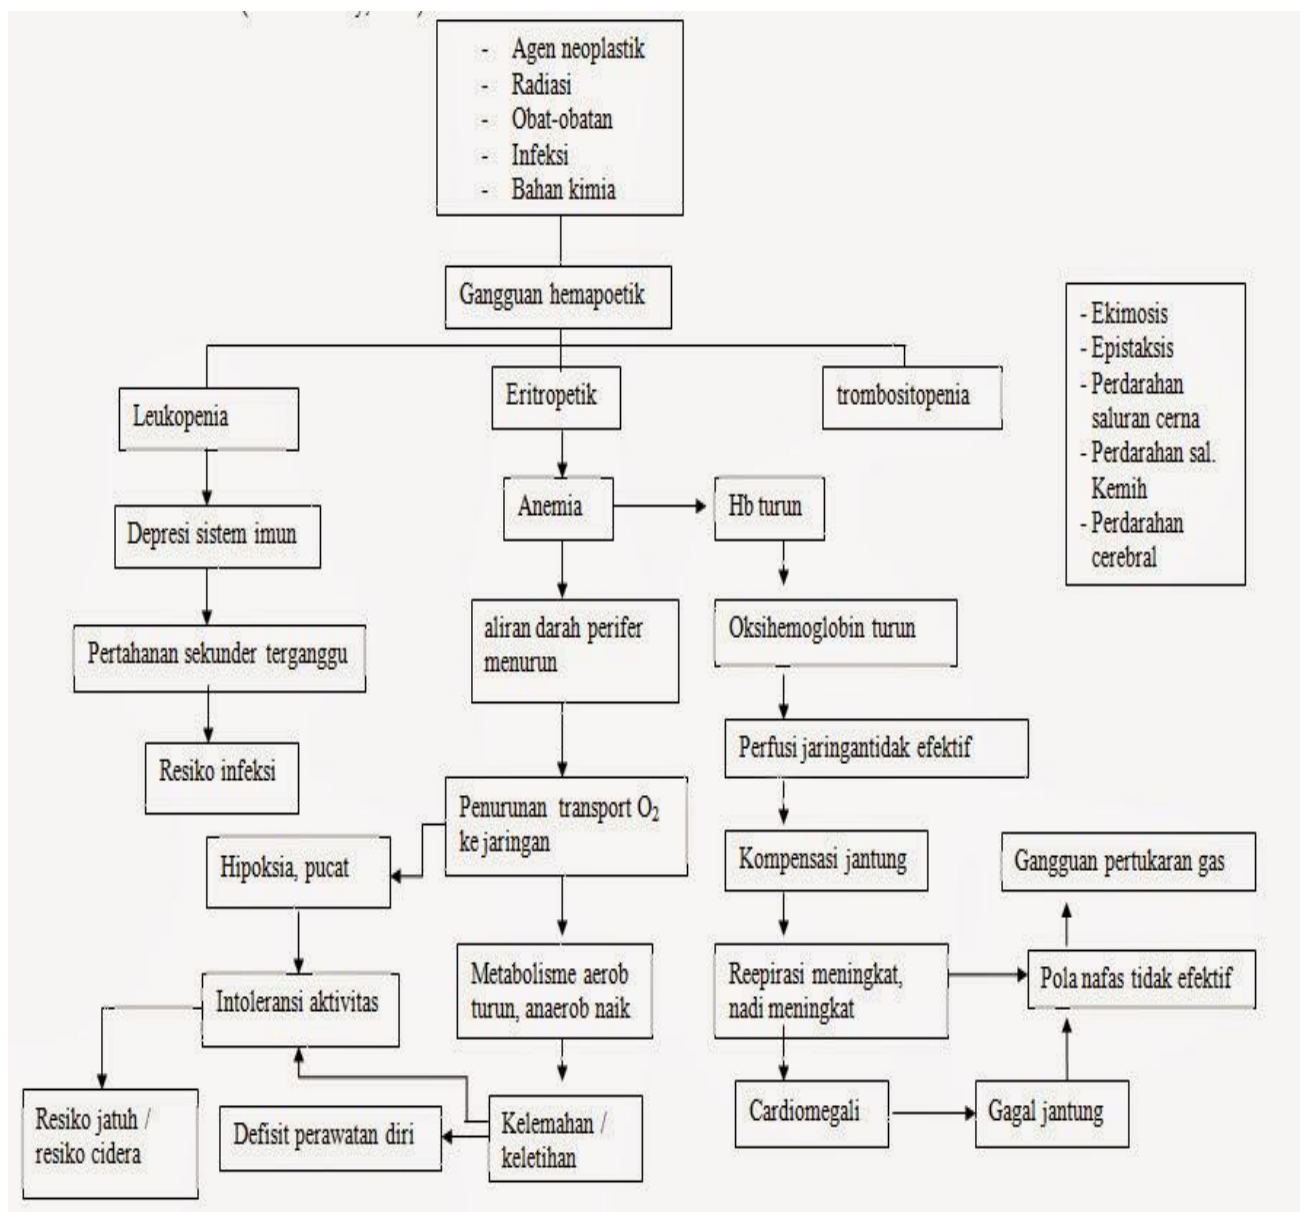 - Agen neoplastik
- Radiasi
- Obat-obatan
- Infeksi
- Bahan kimia
Gangguan hemapoetik
Leukopenia
Eritropetik
trombositopenia
- Ekimosis
- Epistaksis
- Perdarahan
saluran cerna
- Perdarahan sal.
Kemih
- Perdarahan
cerebral
Anemia
Hb turun
Depresi sistem imun
aliran darah perifer
menurun
Oksihemoglobin turun
Pertahanan sekunder terganggu
Perfusi jaringantidak efektif
Resiko infeksi
Penurunan transport O2
ke jaringan
Hipoksia, pucat
Kompensasi jantung
Gangguan pertukaran gas
Metabolisme aerob
turun, anaerob naik
Reepirasi meningkat,
nadi meningkat
Pola nafas tidak efektif
Intoleransi aktivitas
Resiko jatuh /
resiko cidera
Defisit perawatan diri
Kelemahan /
keletihan
Cardiomegali
Gagal jantung